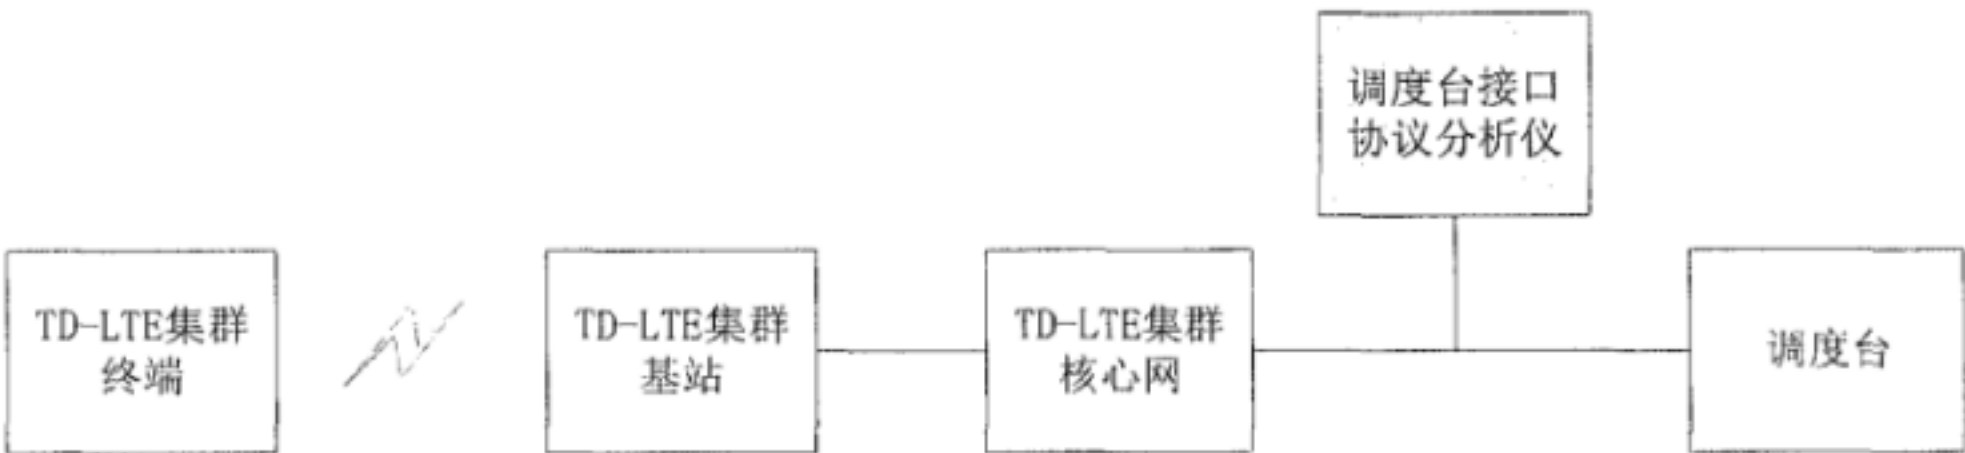 调度台接口
协议分析仪
TD-LTE集群
终端
TD-LTE集群
基站
TD-LTE集群
核心网
调度台